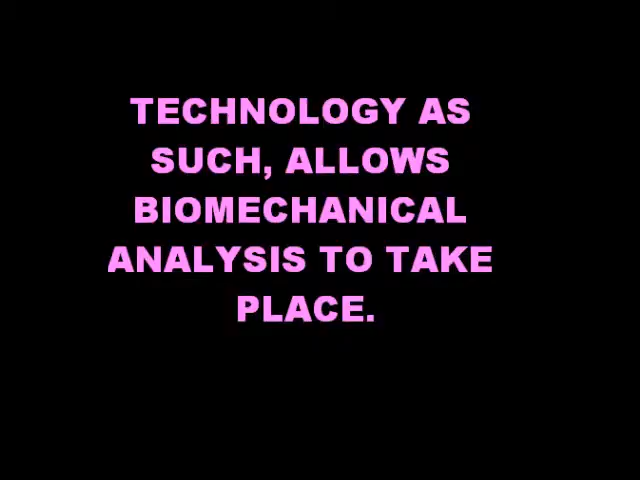 TECHNOLOGY AS
SUCH, ALLOWS
BIOMECHANICAL
ANALYSIS TO TAKE
PLACE.